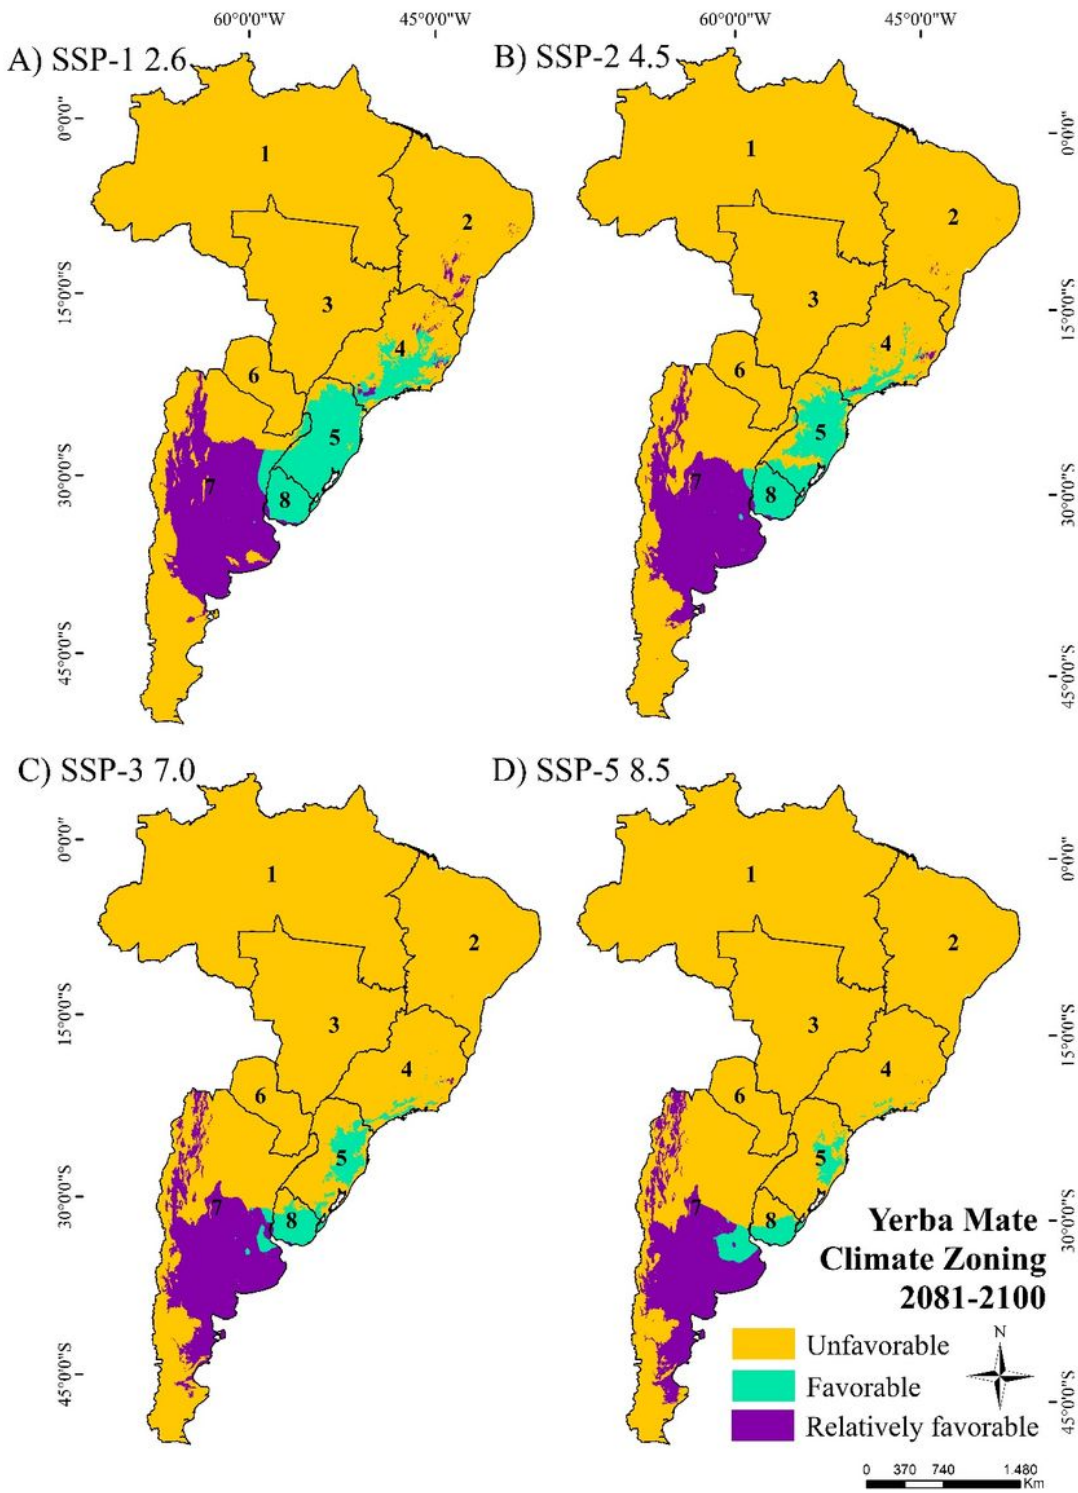 60°0'0"W 45°0'0"W 60°0'0"W 45°0'0"W
A) SSP-1 2.6
B) SSP-2 4.5
0°0'0"
15°0'0"S
30°0'0"S
45°0'0"S
1
2
3
4
5
6
7
8
1
2
3
4
5
6
7
8
0°0'0"
15°0'0"S
30°0'0"S
45°0'0"S
C) SSP-3 7.0
D) SSP-5 8.5
0°0'0"
15°0'0"S
30°0'0"S
45°0'0"S
1
2
3
4
5
6
7
8
1
2
3
4
5
6
7
8
0°0'0"
15°0'0"S
30°0'0"S
45°0'0"S
Yerba Mate
Climate Zoning
2081-2100
N
Unfavorable
Favorable
Relatively favorable
0 370 740 1.480
Km